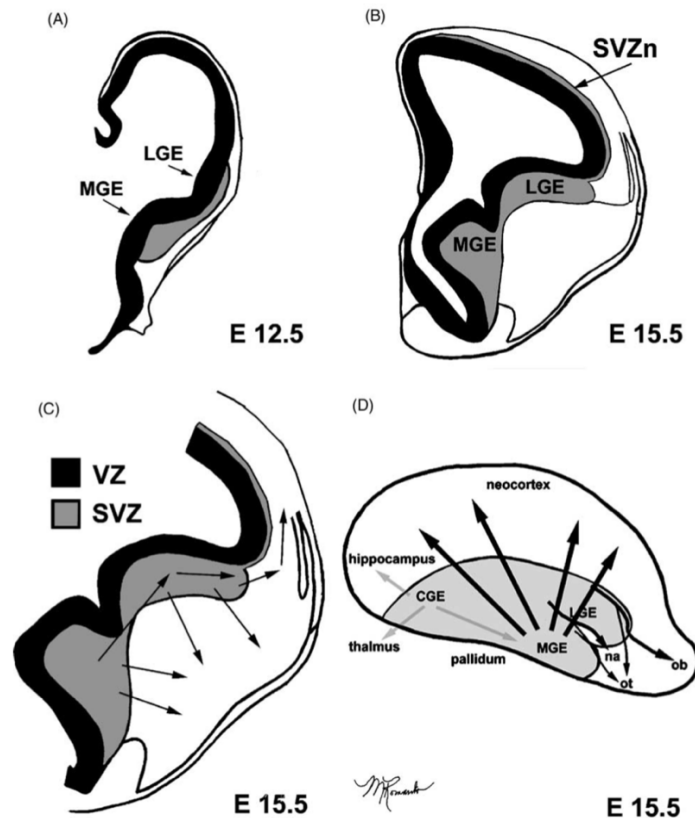 (A)
LGE
MGE
E 12.5
(B)
SVZn
LGE
MGE
E 15.5
(C)
VZ
SVZ
E 15.5
(D)
neocortex
hippocampus
CGE
LGE
thalmus
MGE
na
pallidum
ob
ot
E 15.5